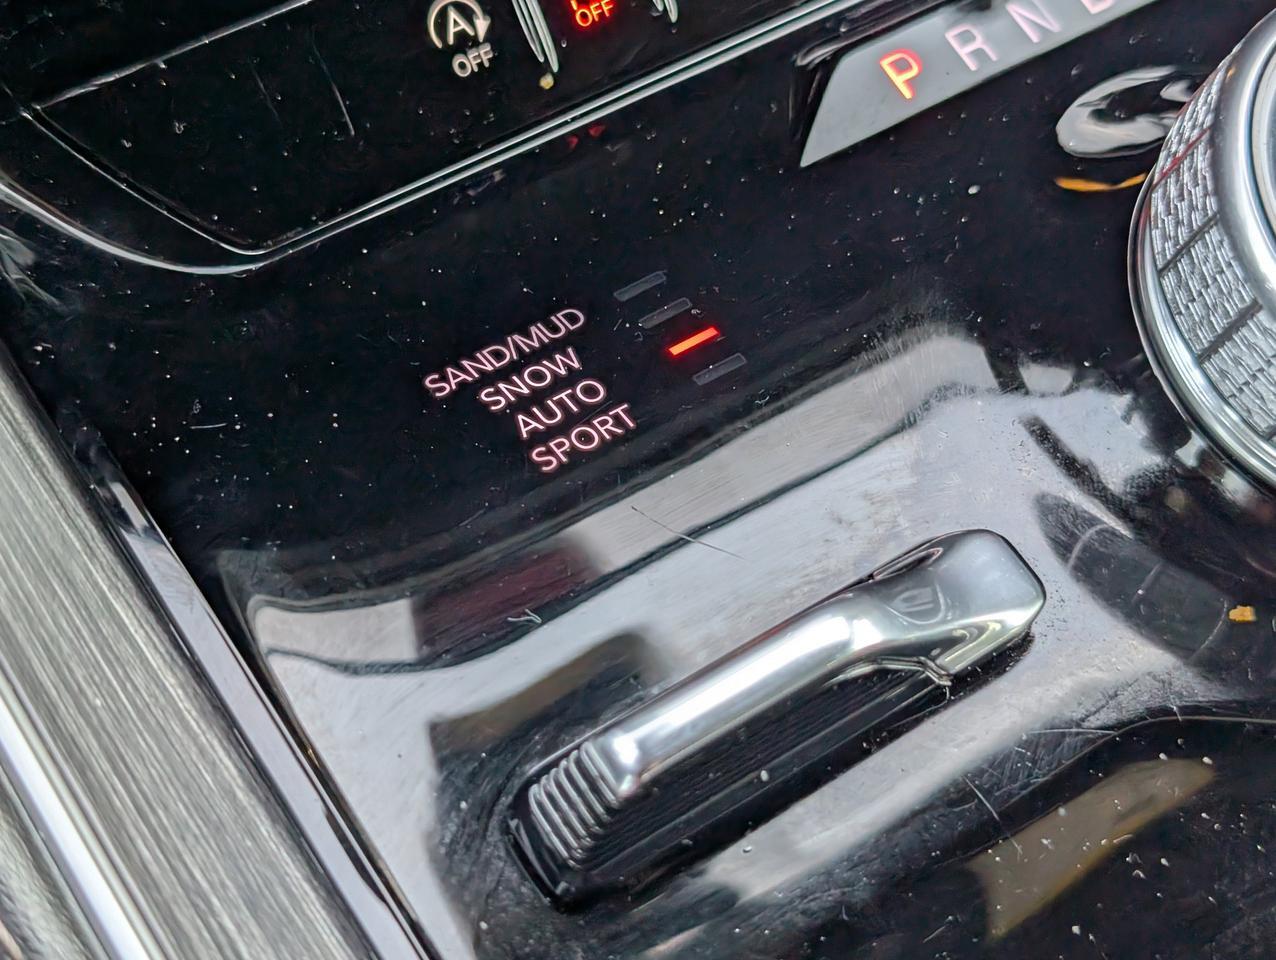 A
OFF
OFF
P R N D
SAND/MUD
SNOW
AUTO
SPORT